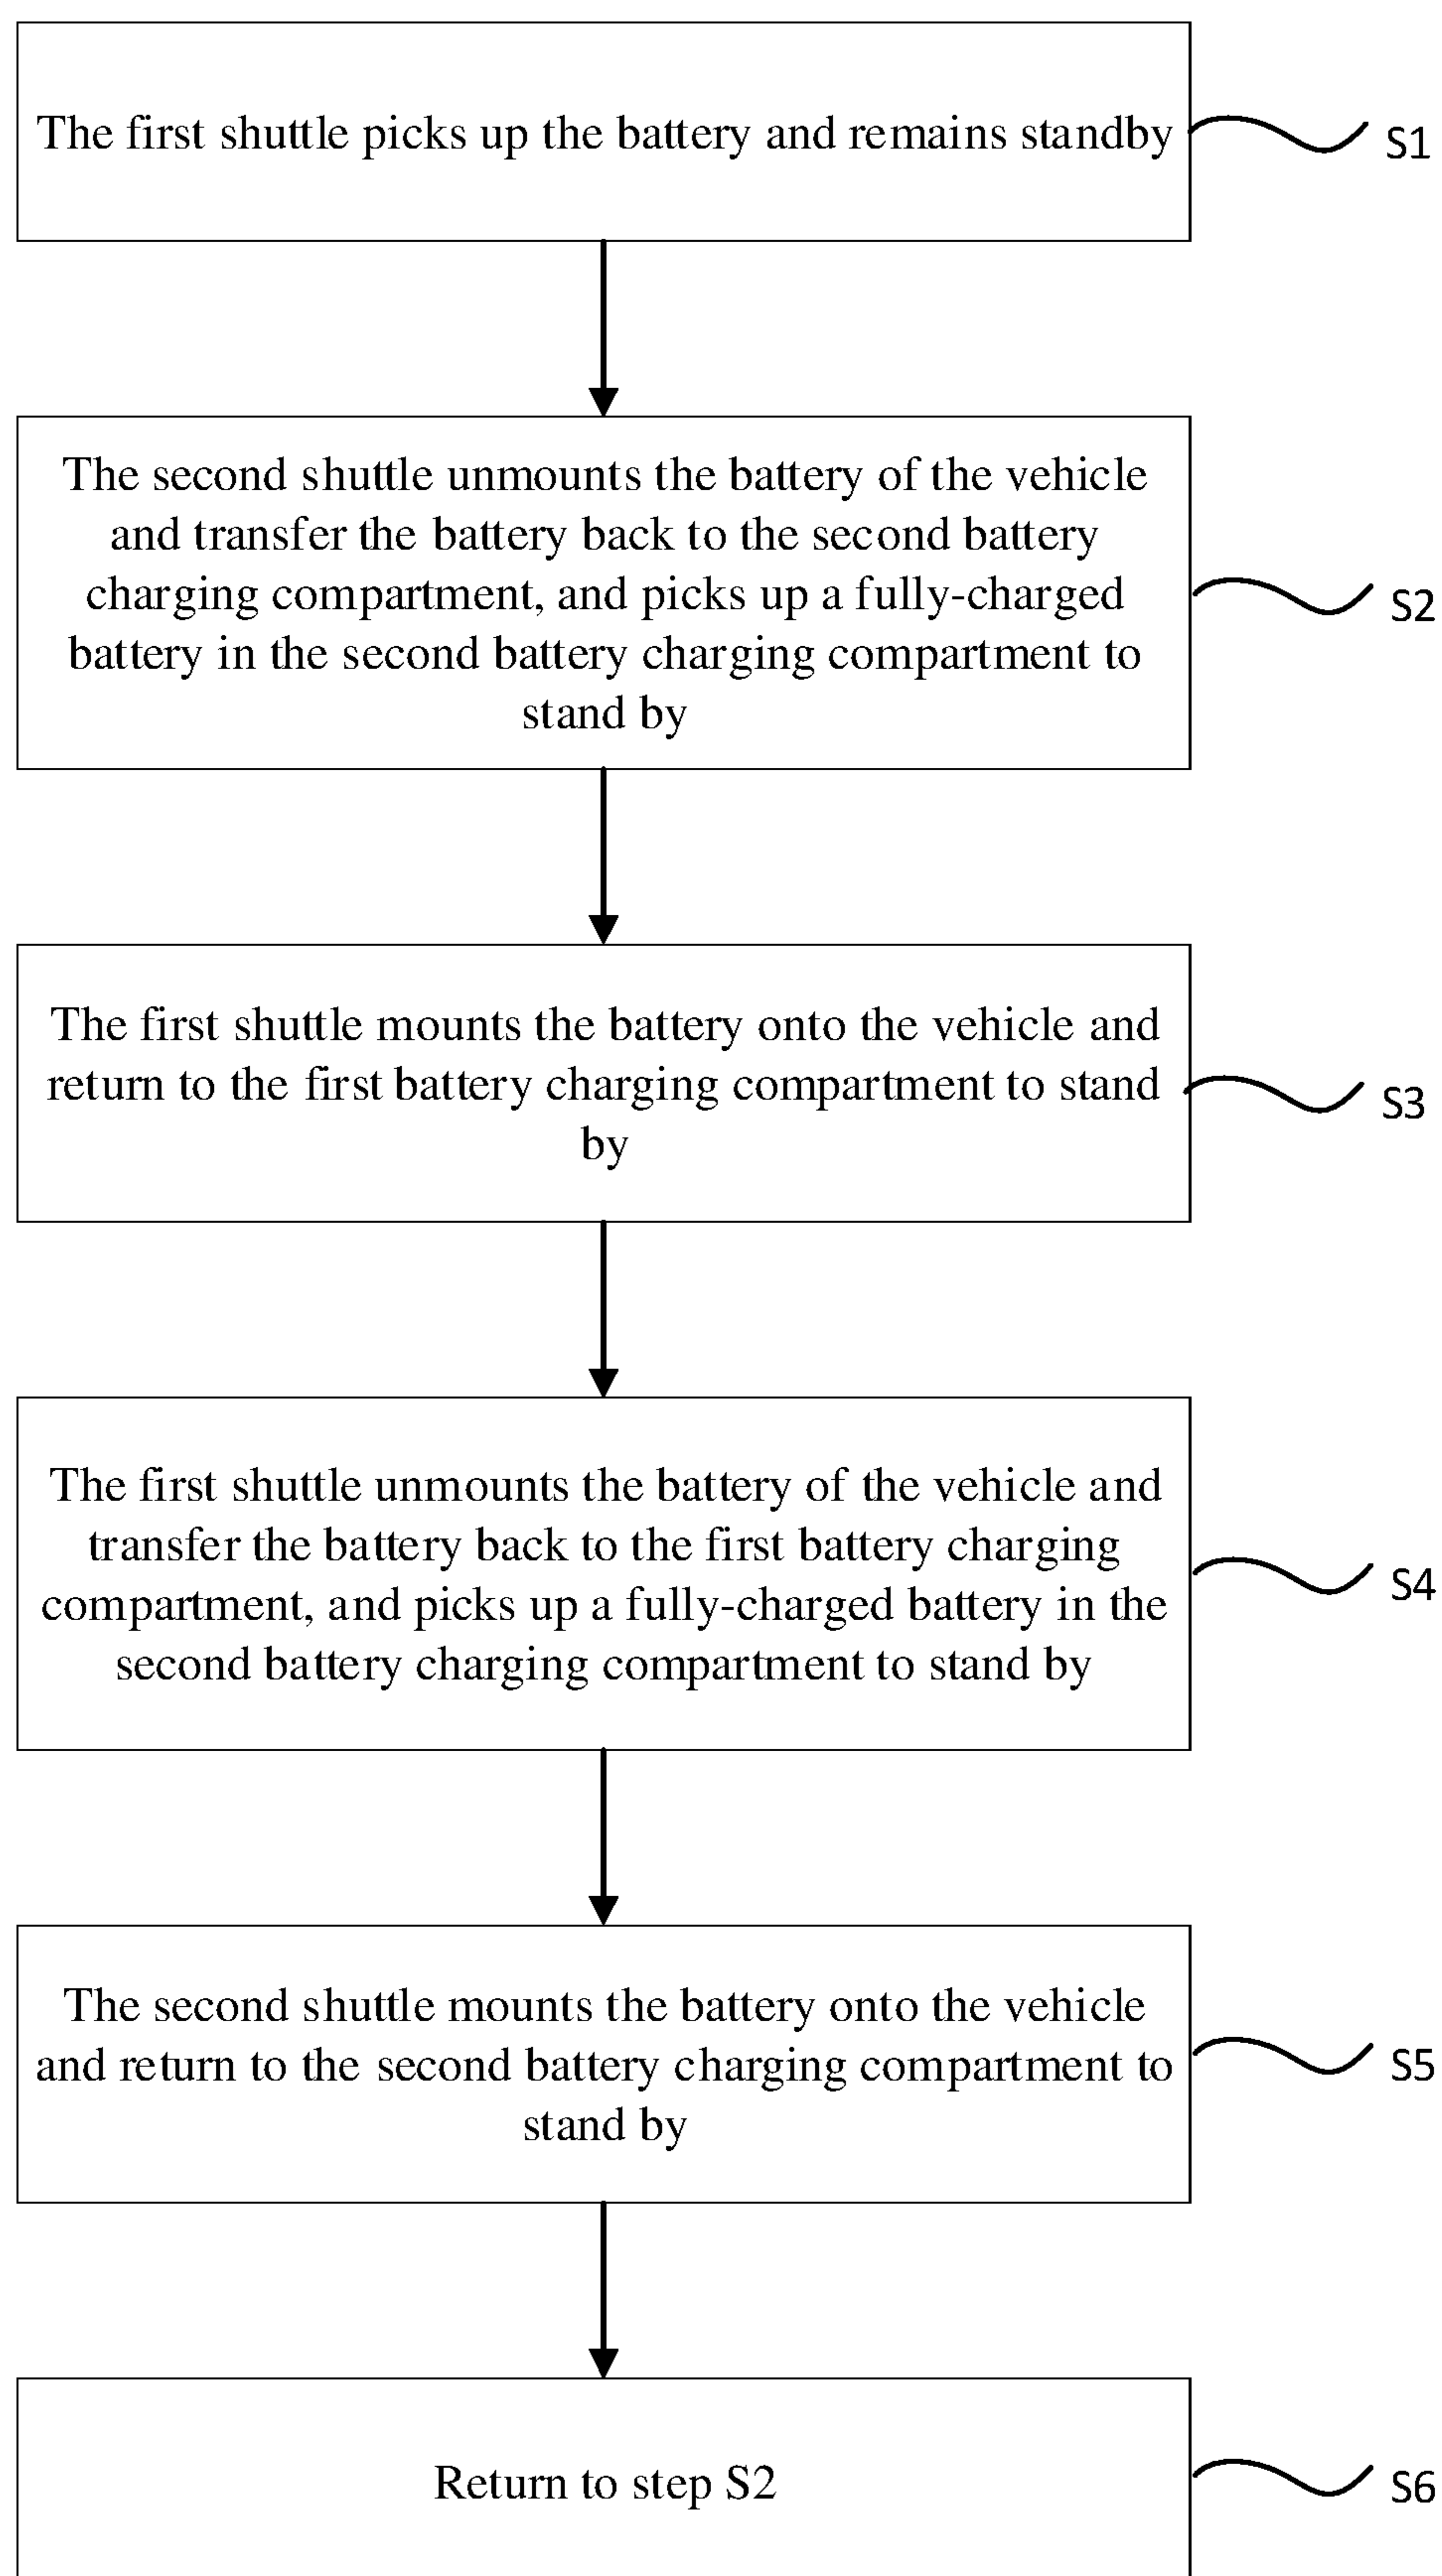 The first shuttle picks up the battery and remains standby
S1
The second shuttle unmounts the battery of the vehicle
and transfer the battery back to the second battery
charging compartment, and picks up a fully-charged
battery in the second battery charging compartment to
stand by
S2
The first shuttle mounts the battery onto the vehicle and
return to the first battery charging compartment to stand
by
S3
The first shuttle unmounts the battery of the vehicle and
transfer the battery back to the first battery charging
compartment, and picks up a fully-charged battery in the
second battery charging compartment to stand by
S4
The second shuttle mounts the battery onto the vehicle
and return to the second battery charging compartment to
stand by
S5
Return to step S2
S6